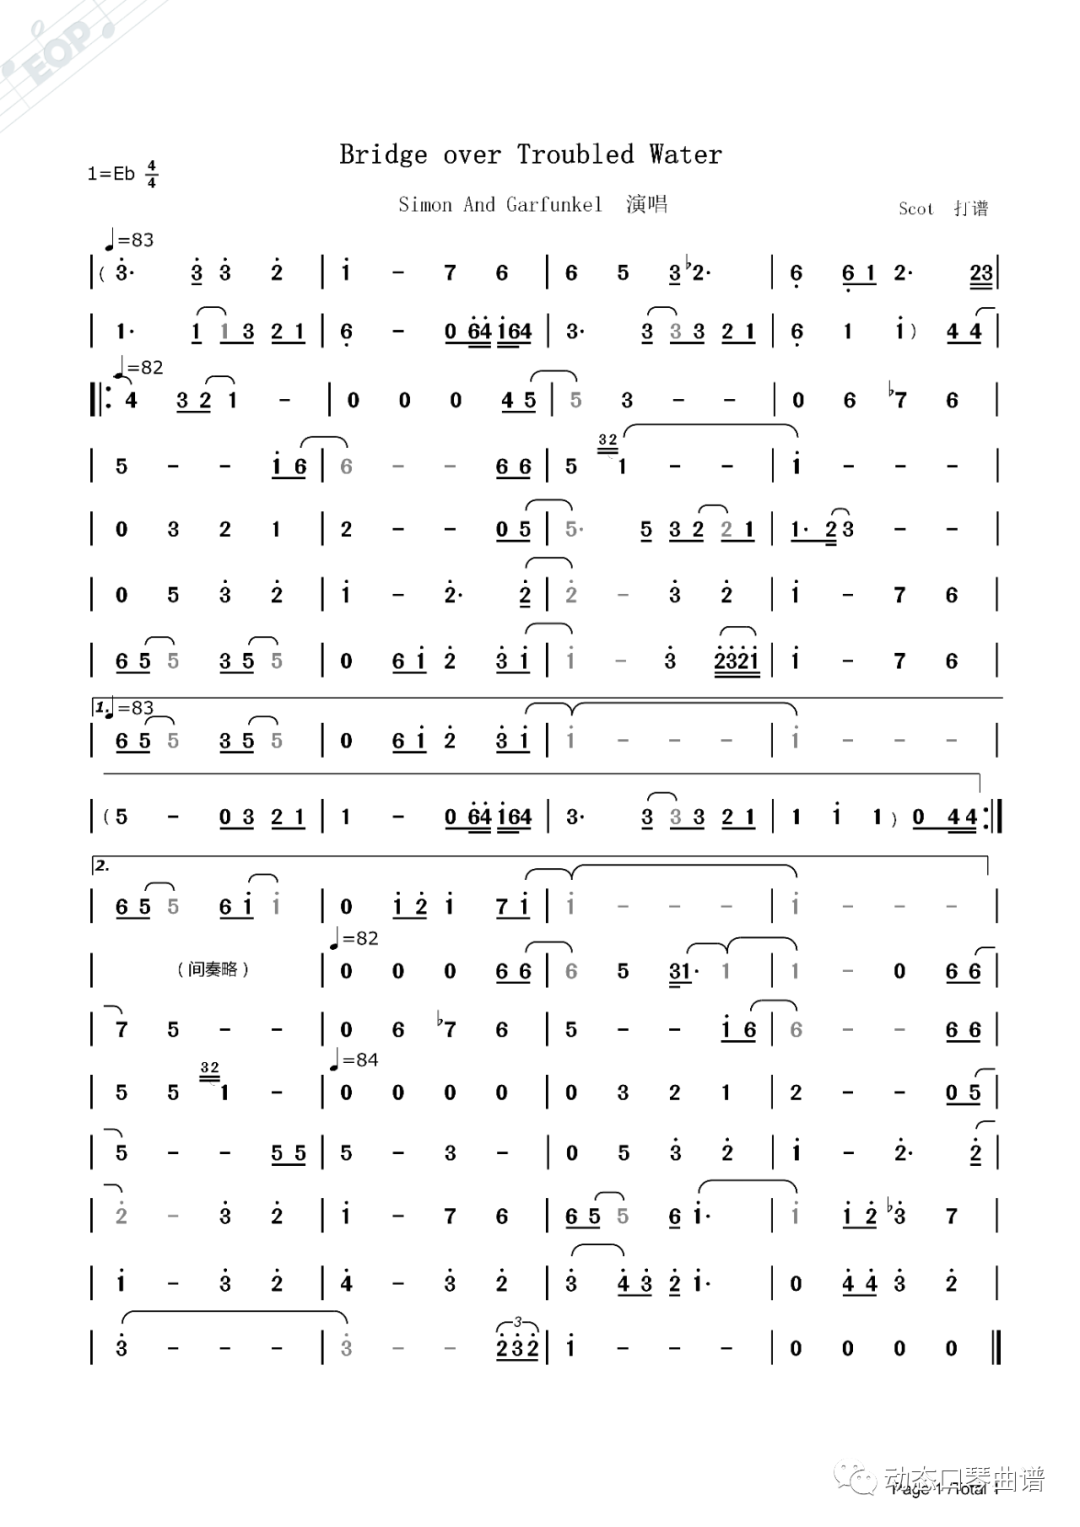 EOP
Bridge over Troubled Water
1=Eb 4/4
Simon And Garfunkel 演唱
Scot 打谱
♩=83
| ( 3̇· 3̇ 3̇ 2̇ | 1̇ - 7 6 | 6 5 3 ♭2· | 6̣ 6̣ 1 2· 23 |
| 1· 1 1 3 2 1 | 6̣ - 0 6̇4̇ 1̇64 | 3· 3 3 3 2 1 | 6̣ 1 1̇ ) 4 4 |
♩=82
|: 4 3 2 1 - | 0 0 0 4 5 | 5 3 - - | 0 6 ♭7 6 |
32
| 5 - - 1̇ 6 | 6 - - 6 6 | 5 1 - - | 1̇ - - - |
| 0 3 2 1 | 2 - - 0 5 | 5· 5 3 2 2 1 | 1· 2 3 - - |
| 0 5 3̇ 2̇ | 1̇ - 2̇· 2̇ | 2̇ - 3̇ 2̇ | 1̇ - 7 6 |
| 6 5 5 3 5 5 | 0 6 1̇ 2̇ 3̇ 1̇ | 1̇ - 3̇ 2̇3̇2̇1̇ | 1̇ - 7 6 |
1. ♩=83
| 6 5 5 3 5 5 | 0 6 1̇ 2̇ 3̇ 1̇ | 1̇ - - - | 1̇ - - - |
| ( 5 - 0 3 2 1 | 1 - 0 6̇4̇ 1̇64 | 3· 3 3 3 2 1 | 1 1̇ 1 ) 0 4 4 :|
2.
| 6 5 5 6 1̇ 1̇ | 0 1̇ 2̇ 1̇ 7 1̇ | 1̇ - - - | 1̇ - - - |
♩=82
| (间奏略) | 0 0 0 6 6 | 6 5 31· 1 | 1 - 0 6 6 |
| 7 5 - - | 0 6 ♭7 6 | 5 - - 1̇ 6 | 6 - - 6 6 |
32 ♩=84
| 5 5 1 - | 0 0 0 0 | 0 3 2 1 | 2 - - 0 5 |
| 5 - - 5 5 | 5 - 3 - | 0 5 3̇ 2̇ | 1̇ - 2̇· 2̇ |
| 2̇ - 3̇ 2̇ | 1̇ - 7 6 | 6 5 5 6 1̇· | 1̇ 1̇ 2̇ ♭3̇ 7 |
| 1̇ - 3̇ 2̇ | 4̇ - 3̇ 2̇ | 3̇ 4̇ 3̇ 2̇ 1̇· | 0 4̇ 4̇ 3̇ 2̇ |
3
| 3̇ - - - | 3̇ - - 2̇3̇2̇ | 1̇ - - - | 0 0 0 0 ‖
动态口琴曲谱
Page 1 /Total 1